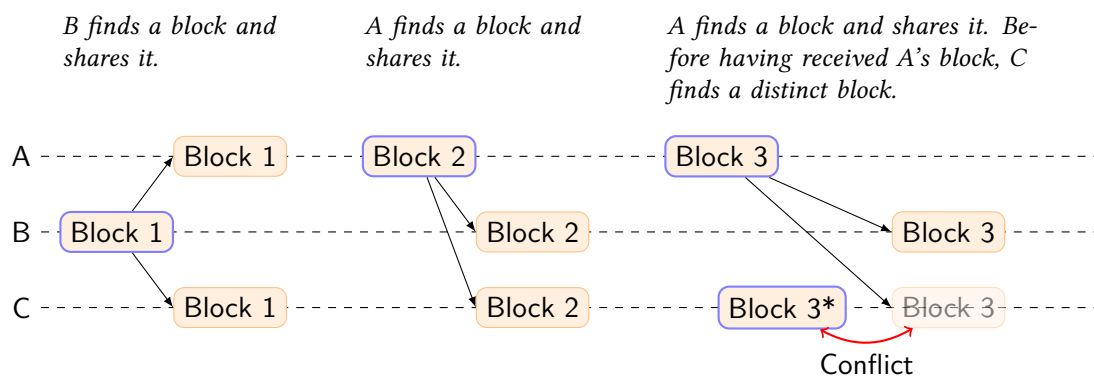 B finds a block and
shares it.
A finds a block and
shares it.
A finds a block and shares it. Be-
fore having received A's block, C
finds a distinct block.
A
Block 1
Block 2
Block 3
B
Block 1
Block 2
Block 3
C
Block 1
Block 2
Block 3*
Block 3
Conflict